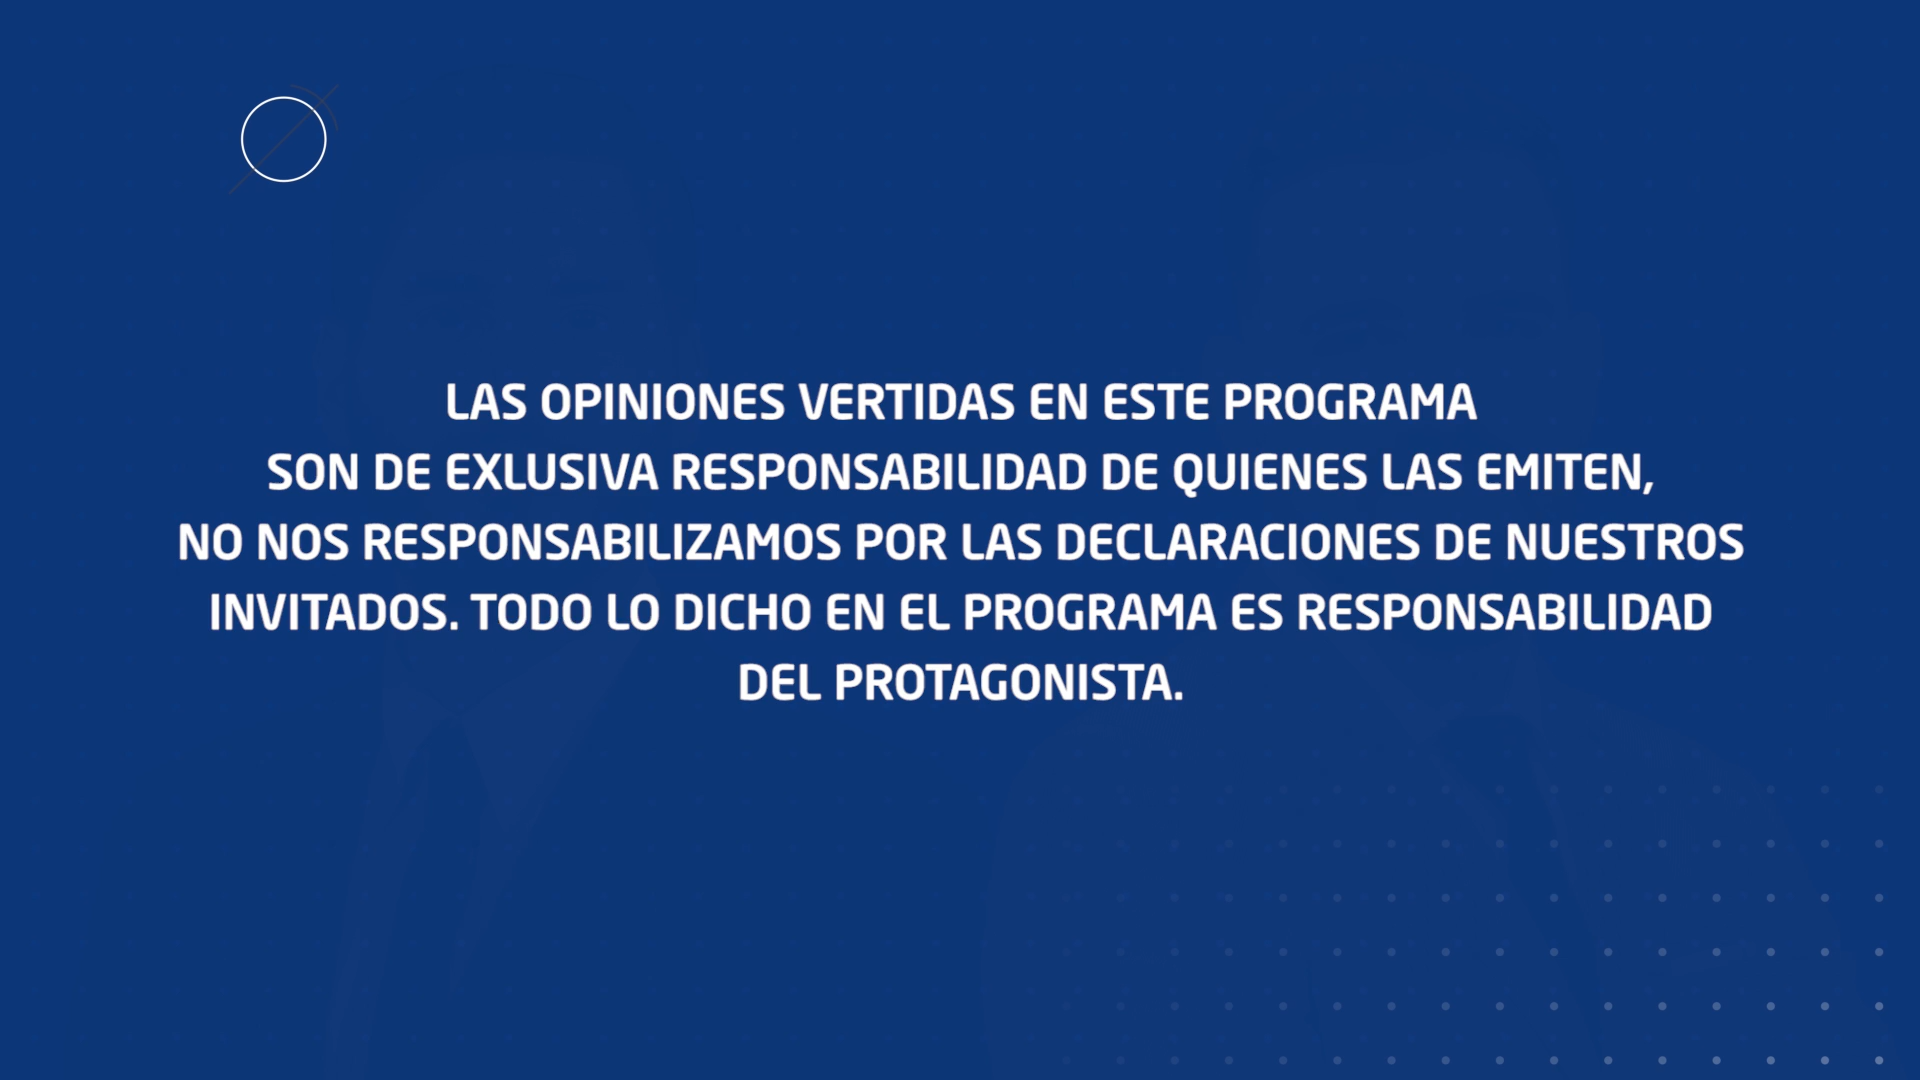 LAS OPINIONES VERTIDAS EN ESTE PROGRAMA
SON DE EXLUSIVA RESPONSABILIDAD DE QUIENES LAS EMITEN,
NO NOS RESPONSABILIZAMOS POR LAS DECLARACIONES DE NUESTROS
INVITADOS. TODO LO DICHO EN EL PROGRAMA ES RESPONSABILIDAD
DEL PROTAGONISTA.